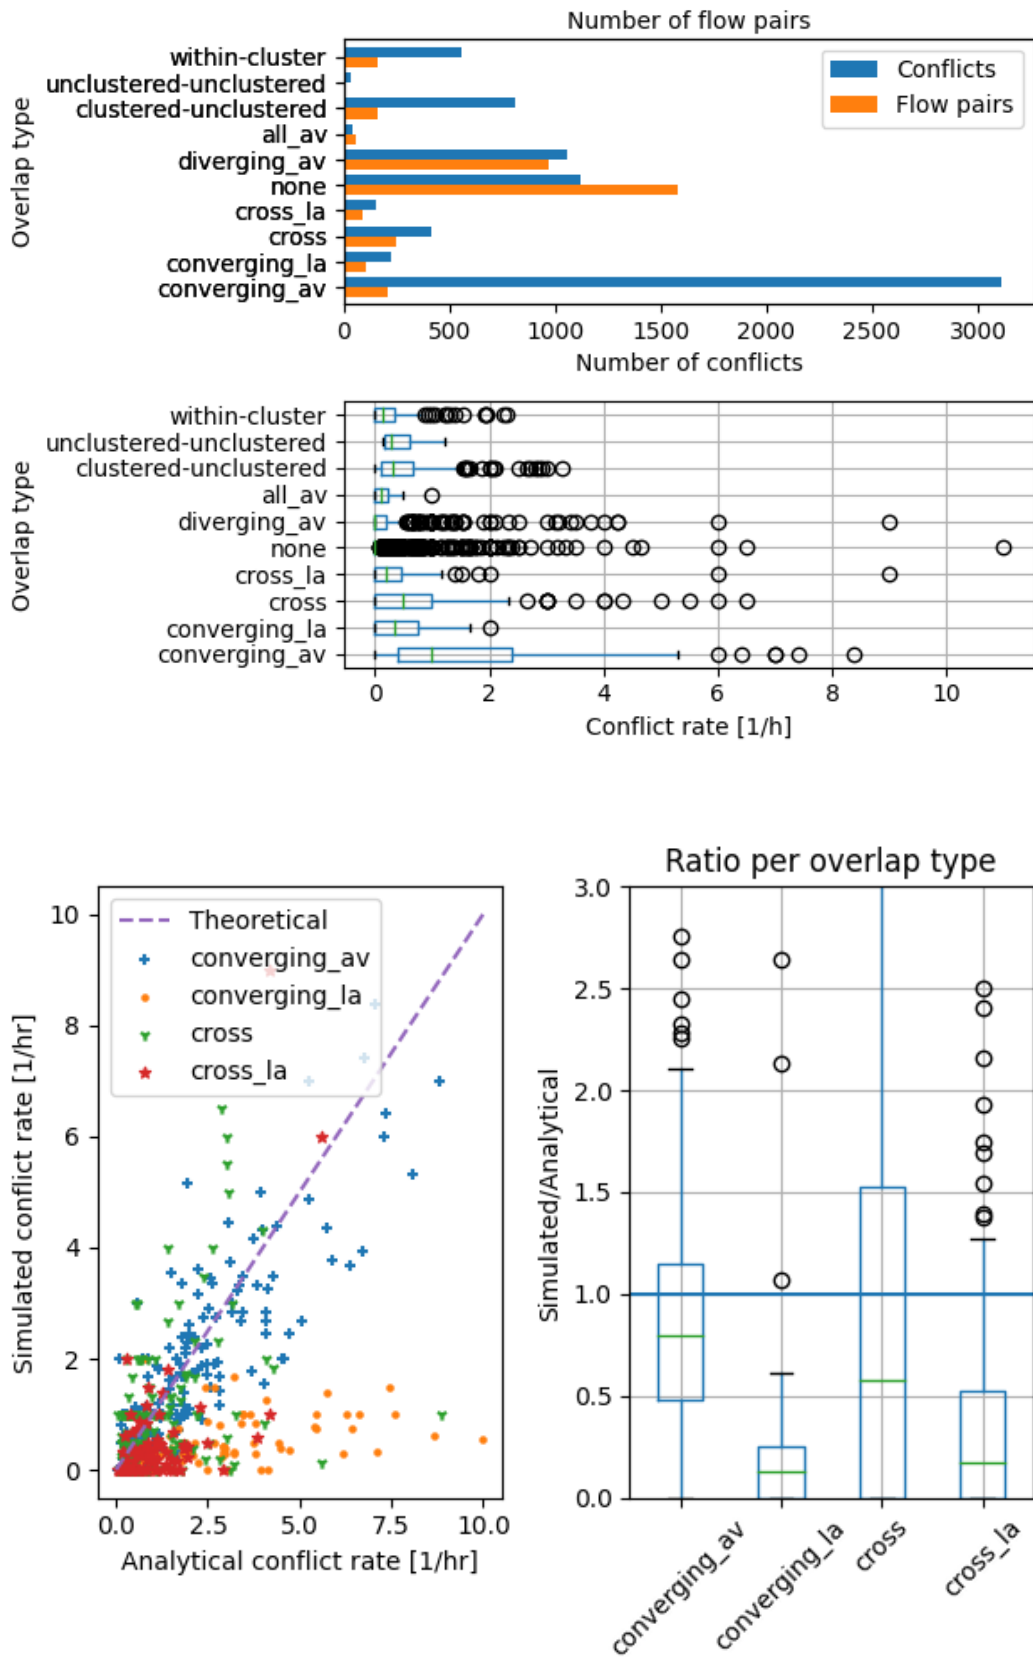 Number of flow pairs
Overlap type
within-cluster
unclustered-unclustered
clustered-unclustered
all_av
diverging_av
none
cross_la
cross
converging_la
converging_av
Conflicts
Flow pairs
0 500 1000 1500 2000 2500 3000
Number of conflicts
Overlap type
within-cluster
unclustered-unclustered
clustered-unclustered
all_av
diverging_av
none
cross_la
cross
converging_la
converging_av
0 2 4 6 8 10
Conflict rate [1/h]
Simulated conflict rate [1/hr]
10
8
6
4
2
0
Theoretical
converging_av
converging_la
cross
cross_la
0.0 2.5 5.0 7.5 10.0
Analytical conflict rate [1/hr]
Ratio per overlap type
Simulated/Analytical
3.0
2.5
2.0
1.5
1.0
0.5
0.0
converging_av
converging_la
cross
cross_la